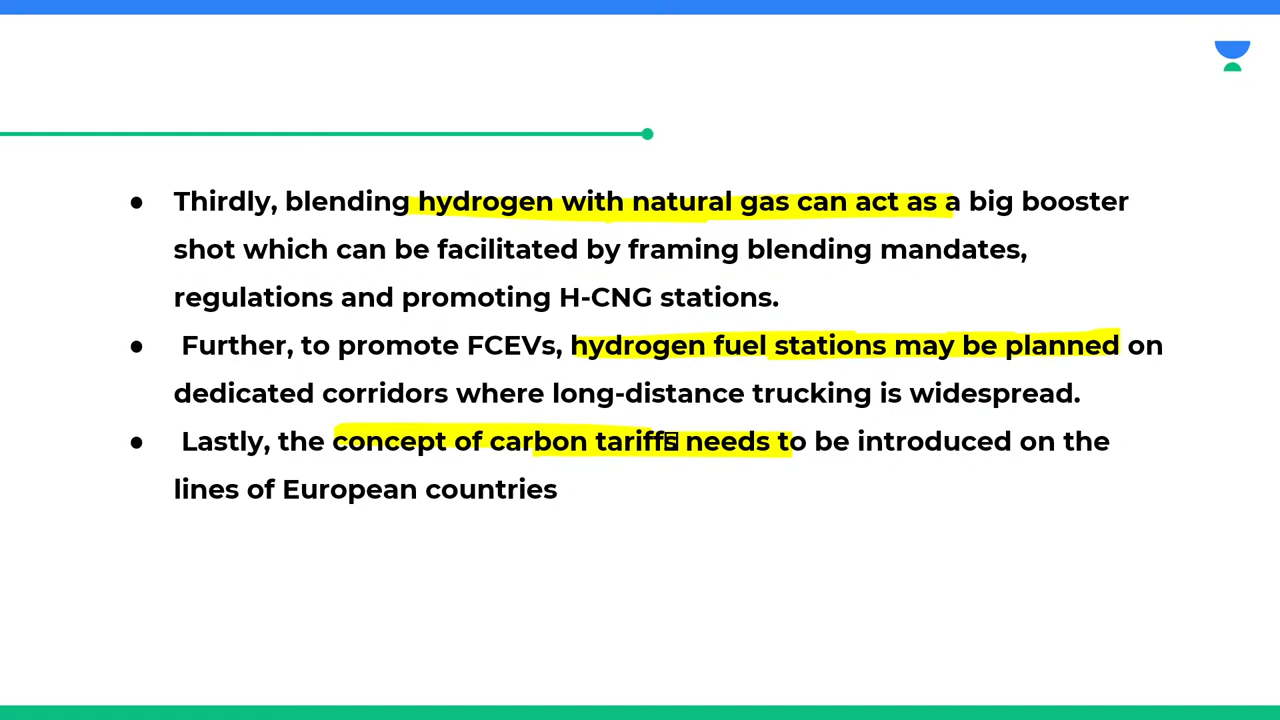 ● Thirdly, blending hydrogen with natural gas can act as a big booster
shot which can be facilitated by framing blending mandates,
regulations and promoting H-CNG stations.
● Further, to promote FCEVs, hydrogen fuel stations may be planned on
dedicated corridors where long-distance trucking is widespread.
● Lastly, the concept of carbon tariffs needs to be introduced on the
lines of European countries